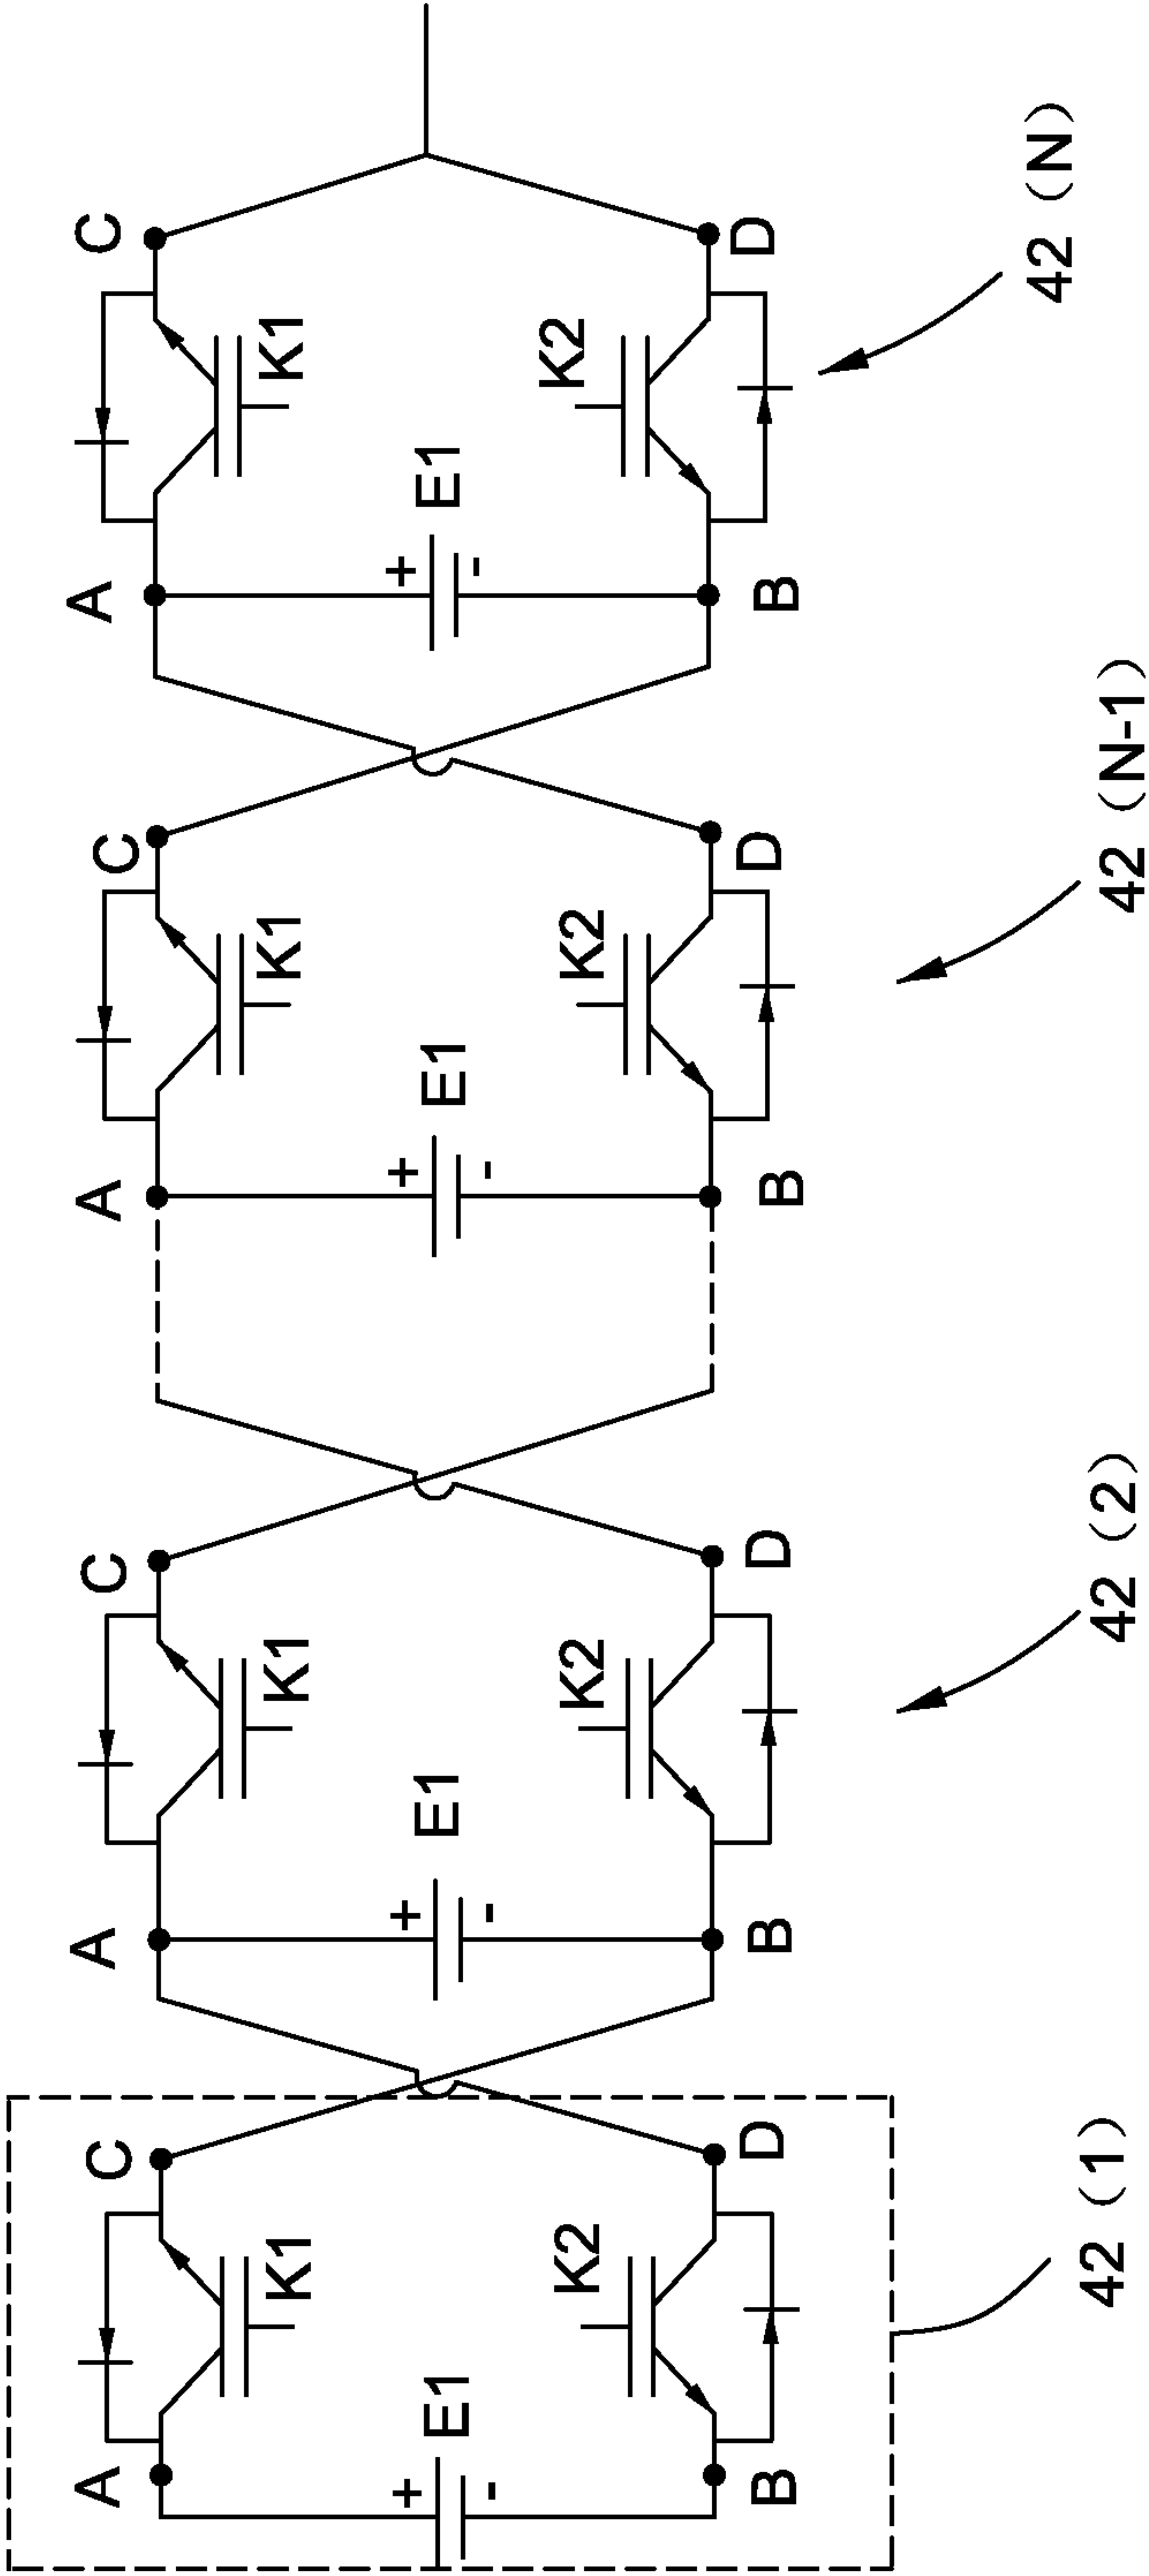 A C A C A C A C
K1 K1 K1 K1
+ + + +
E1 E1 E1 E1
- - - -
K2 K2 K2 K2
B D B D B D B D
42（1） 42（2） 42（N-1） 42（N）